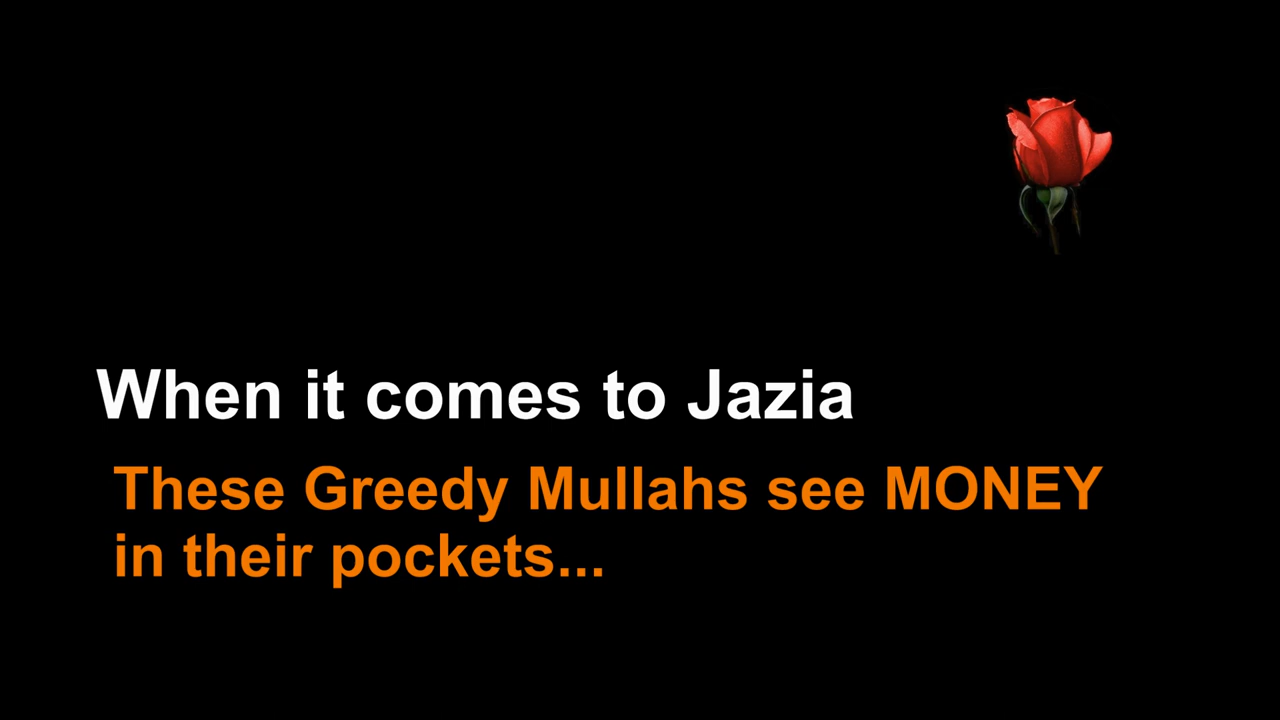 When it comes to Jazia
These Greedy Mullahs see MONEY
in their pockets...